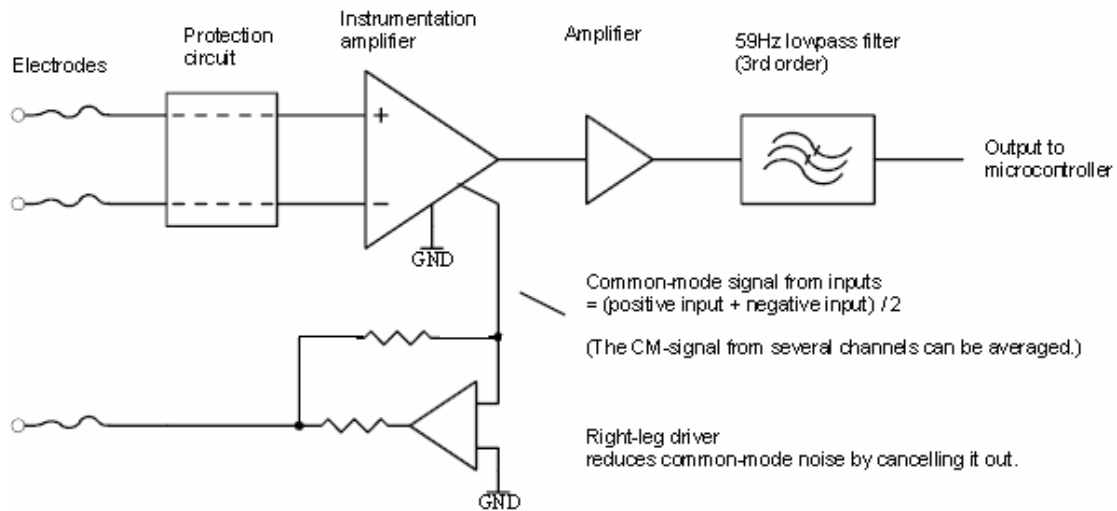 Electrodes
Protection
circuit
Instrumentation
amplifier
Amplifier
59Hz lowpass filter
(3rd order)
+
−
GND
Output to
microcontroller
Common-mode signal from inputs
= (positive input + negative input) / 2
(The CM-signal from several channels can be averaged.)
Right-leg driver
reduces common-mode noise by cancelling it out.
GND